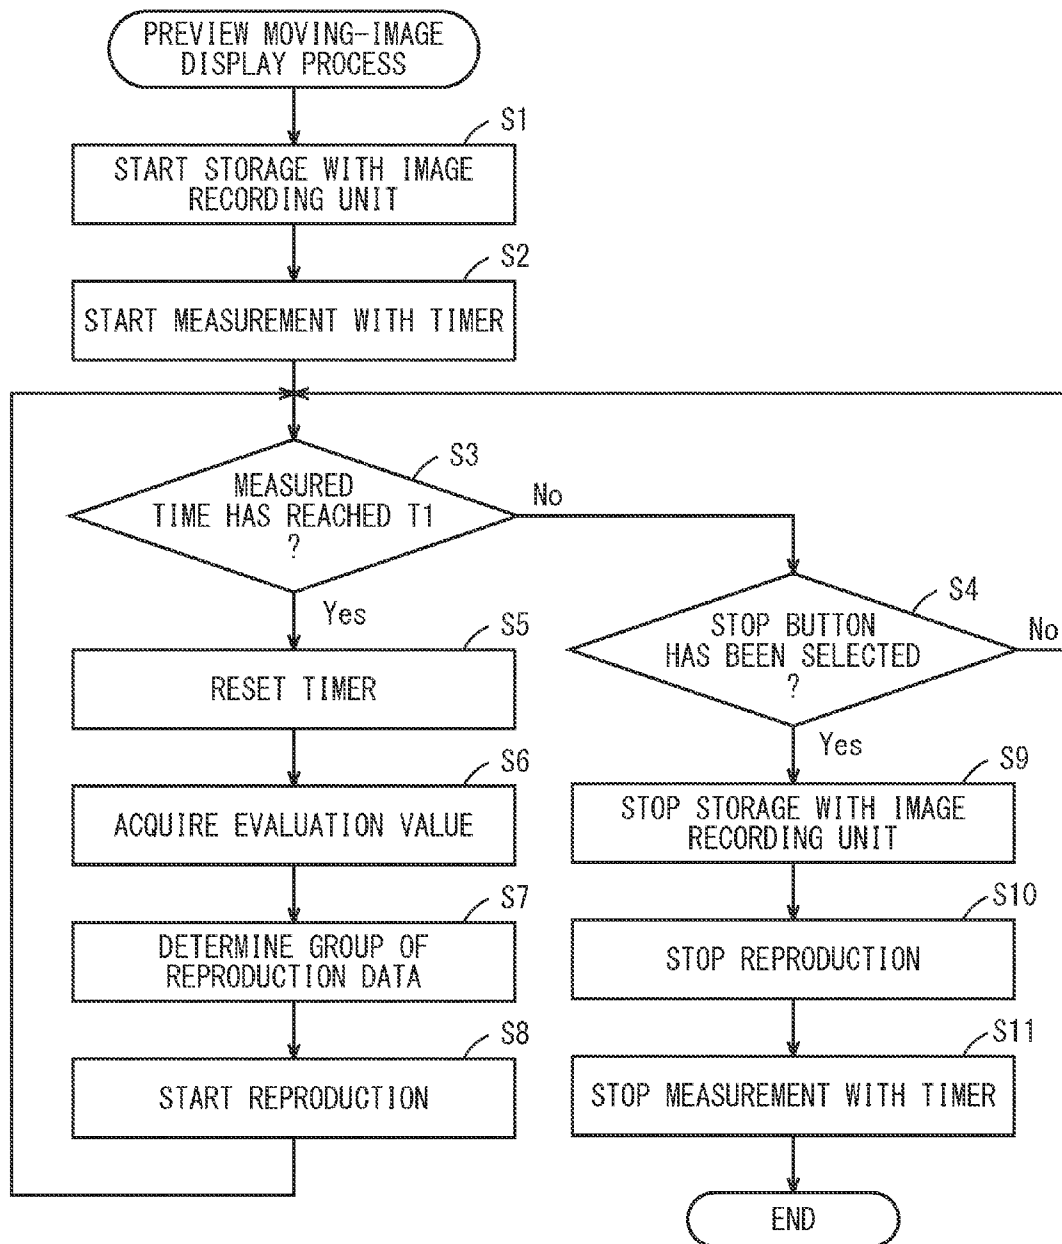 PREVIEW MOVING-IMAGE
DISPLAY PROCESS
S1
START STORAGE WITH IMAGE
RECORDING UNIT
S2
START MEASUREMENT WITH TIMER
S3
MEASURED
TIME HAS REACHED T1
?
No
Yes
S4
STOP BUTTON
HAS BEEN SELECTED
?
No
Yes
S5
RESET TIMER
S6
ACQUIRE EVALUATION VALUE
S7
DETERMINE GROUP OF
REPRODUCTION DATA
S8
START REPRODUCTION
S9
STOP STORAGE WITH IMAGE
RECORDING UNIT
S10
STOP REPRODUCTION
S11
STOP MEASUREMENT WITH TIMER
END